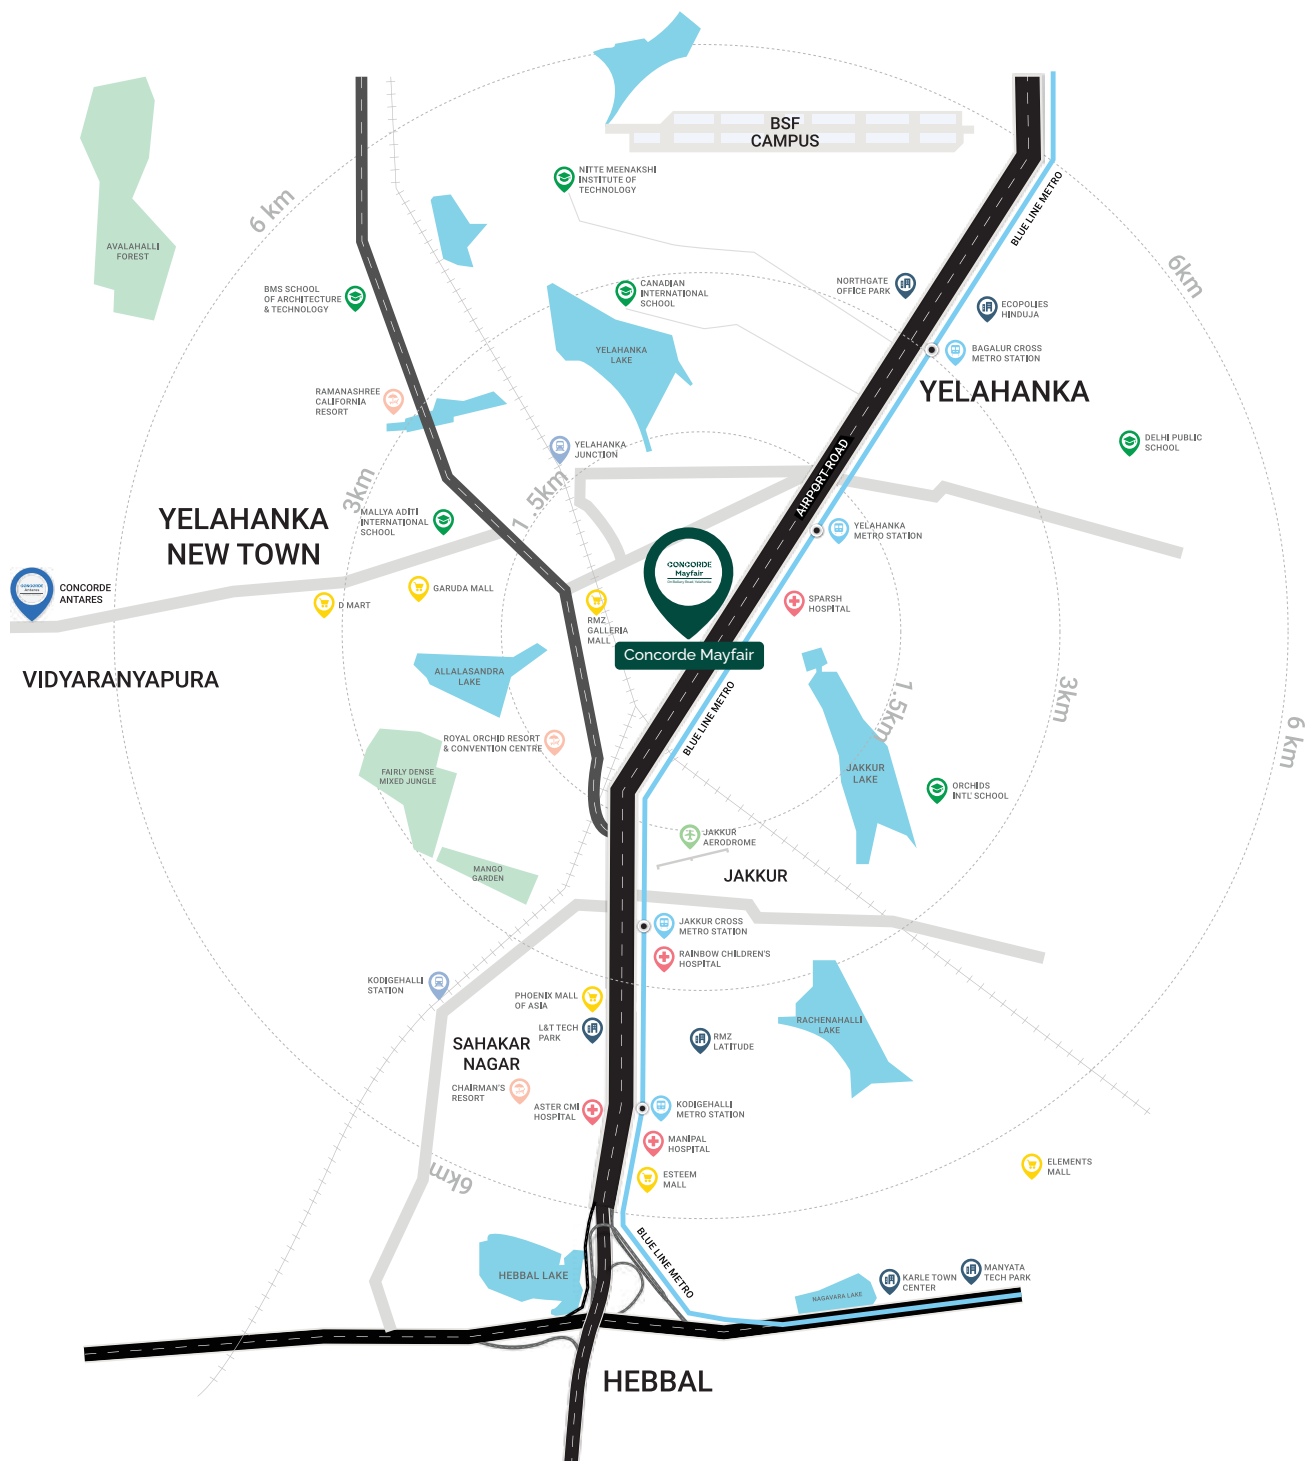 BSF
CAMPUS
NITTE MEENAKSHI
INSTITUTE OF
TECHNOLOGY
BLUE LINE METRO
6 km
AVALAHALLI
FOREST
6km
BMS SCHOOL
OF ARCHITECTURE
& TECHNOLOGY
CANADIAN
INTERNATIONAL
SCHOOL
NORTHGATE
OFFICE PARK
ECOPOLIES
HINDUJA
YELAHANKA
LAKE
BAGALUR CROSS
METRO STATION
YELAHANKA
RAMANASHREE
CALIFORNIA
RESORT
YELAHANKA
JUNCTION
DELHI PUBLIC
SCHOOL
AIRPORT ROAD
3km
1.5km
YELAHANKA
NEW TOWN
MALLYA ADITI
INTERNATIONAL
SCHOOL
YELAHANKA
METRO STATION
CONCORDE
Mayfair
CONCORDE
Antares
CONCORDE
ANTARES
GARUDA MALL
D MART
RMZ
GALLERIA
MALL
SPARSH
HOSPITAL
Concorde Mayfair
VIDYARANYAPURA
ALLALASANDRA
LAKE
BLUE LINE METRO
1.5km
3km
6 km
ROYAL ORCHID RESORT
& CONVENTION CENTRE
FAIRLY DENSE
MIXED JUNGLE
JAKKUR
LAKE
ORCHIDS
INTL' SCHOOL
JAKKUR
AERODROME
MANGO
GARDEN
JAKKUR
JAKKUR CROSS
METRO STATION
RAINBOW CHILDREN'S
HOSPITAL
KODIGEHALLI
STATION
PHOENIX MALL
OF ASIA
L&T TECH
PARK
RMZ
LATITUDE
RACHENAHALLI
LAKE
SAHAKAR
NAGAR
CHAIRMAN'S
RESORT
ASTER CMI
HOSPITAL
KODIGEHALLI
METRO STATION
MANIPAL
HOSPITAL
ESTEEM
MALL
ELEMENTS
MALL
6km
BLUE LINE METRO
HEBBAL LAKE
NAGAVARA LAKE
KARLE TOWN
CENTER
MANYATA
TECH PARK
HEBBAL